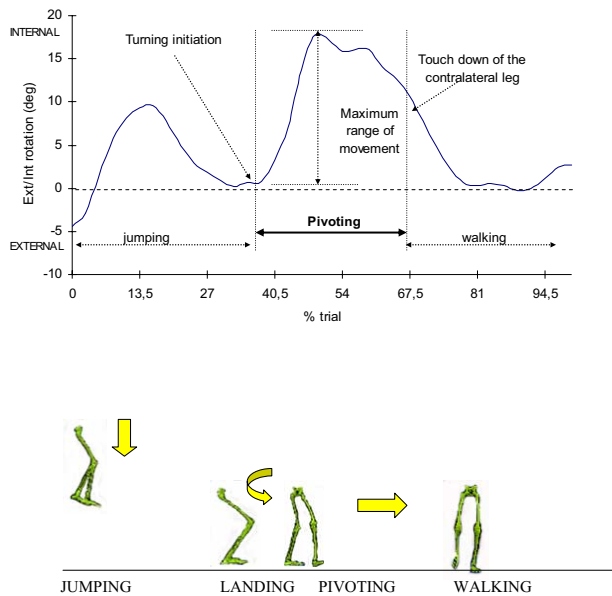 INTERNAL
20
15
10
5
0
-5
-10
EXTERNAL
Ext/Int rotation (deg)
Turning initiation
Touch down of the
contralateral leg
Maximum
range of
movement
jumping
Pivoting
walking
0
13,5
27
40,5
54
67,5
81
94,5
% trial
JUMPING
LANDING
PIVOTING
WALKING